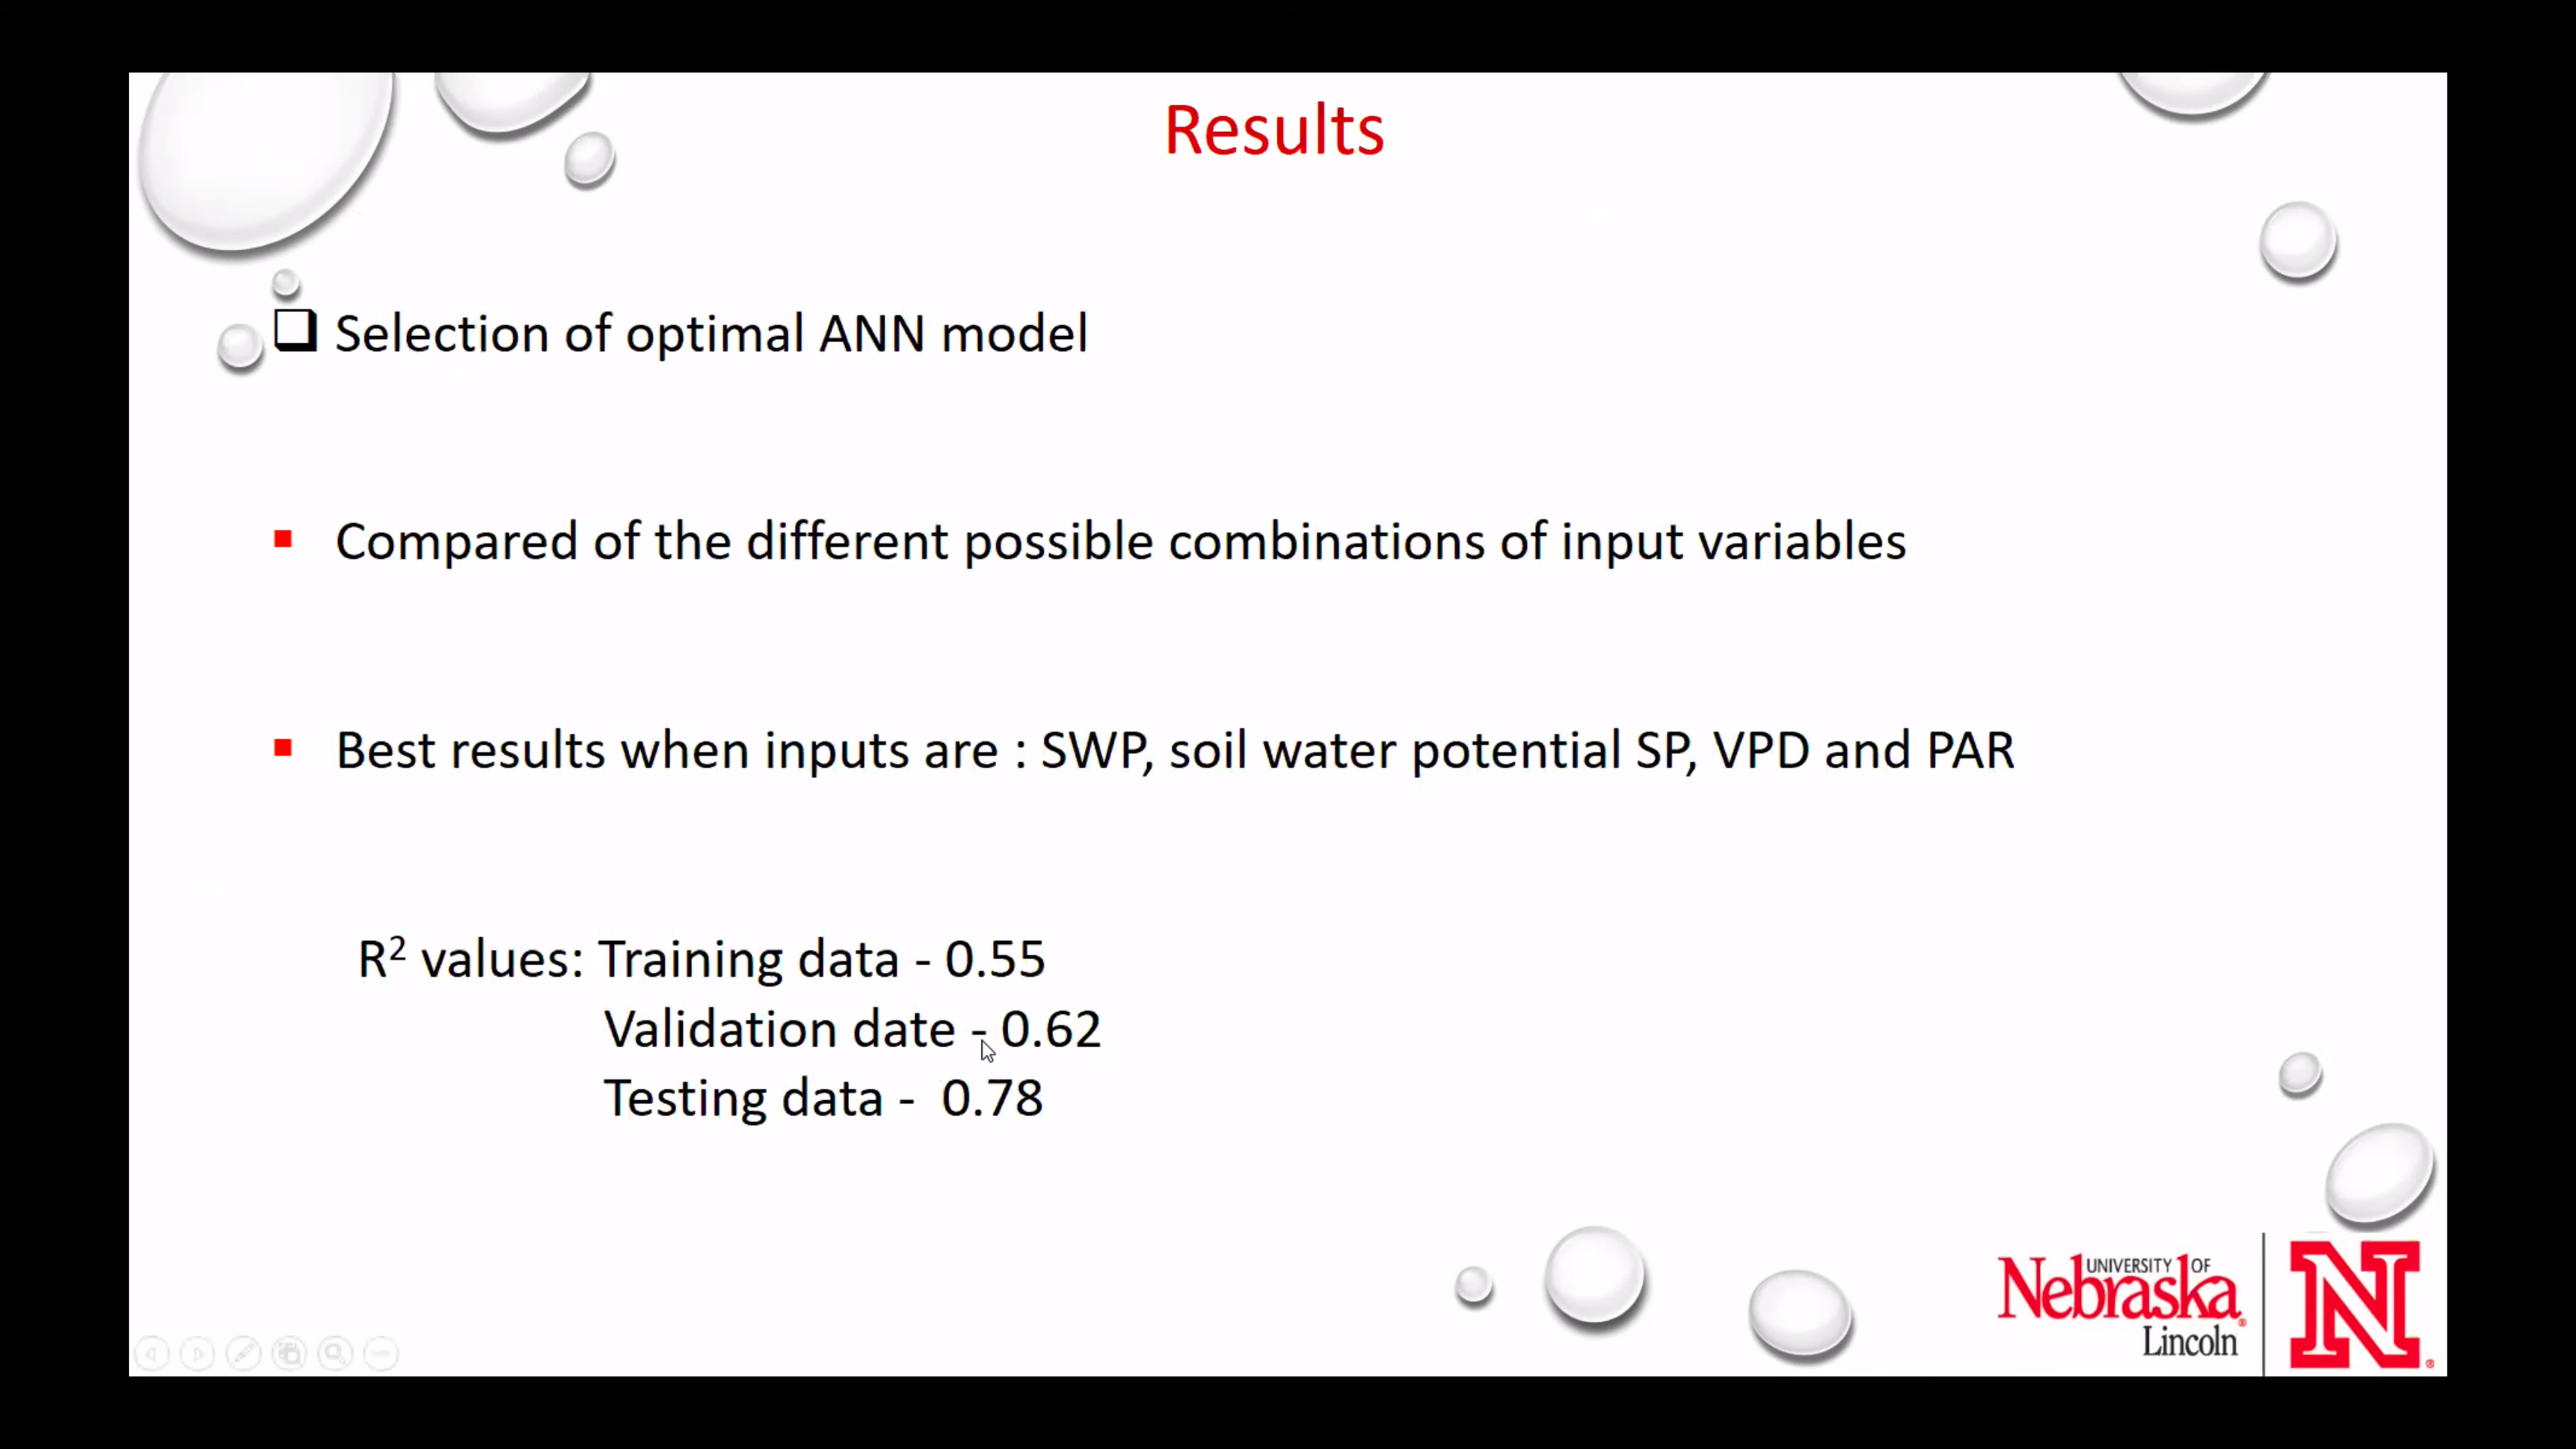 Results
Selection of optimal ANN model
Compared of the different possible combinations of input variables
Best results when inputs are : SWP, soil water potential SP, VPD and PAR
R² values: Training data - 0.55
Validation date - 0.62
Testing data - 0.78
UNIVERSITY OF
Nebraska®
Lincoln
N®